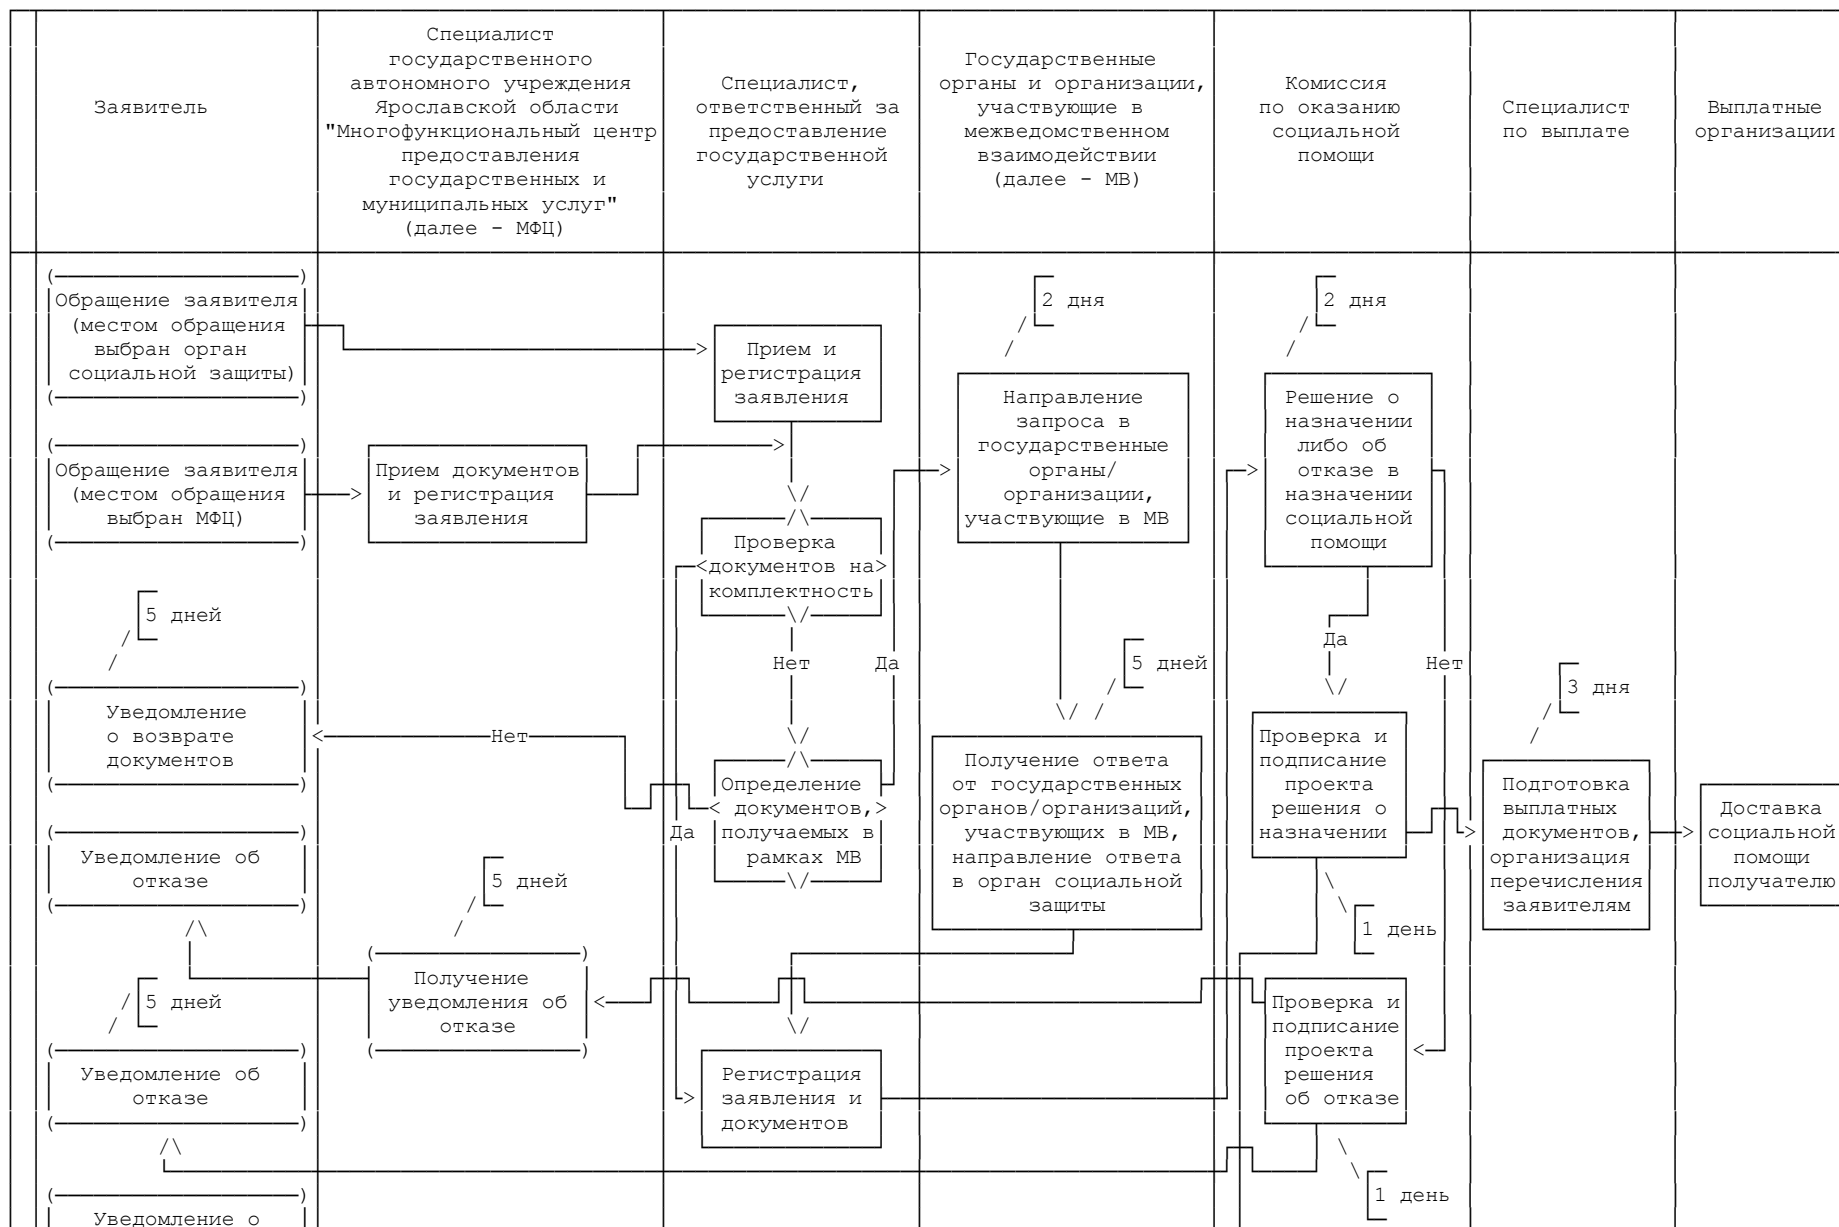 Заявитель
Специалист
государственного
автономного учреждения
Ярославской области
"Многофункциональный центр
предоставления
государственных и
муниципальных услуг"
(далее - МФЦ)
Специалист,
ответственный за
предоставление
государственной
услуги
Государственные
органы и организации,
участвующие в
межведомственном
взаимодействии
(далее - МВ)
Комиссия
по оказанию
социальной
помощи
Специалист
по выплате
Выплатные
организации
Обращение заявителя
(местом обращения
выбран орган
социальной защиты)
Прием и
регистрация
заявления
2 дня
2 дня
Направление
запроса в
государственные
органы/
организации,
участвующие в МВ
Решение о
назначении
либо об
отказе в
назначении
социальной
помощи
Обращение заявителя
(местом обращения
выбран МФЦ)
Прием документов
и регистрация
заявления
Проверка
документов на
комплектность
5 дней
Нет
Да
5 дней
Да
Нет
3 дня
Уведомление
о возврате
документов
Нет
Определение
документов,
получаемых в
рамках МВ
Да
Получение ответа
от государственных
органов/организаций,
участвующих в МВ,
направление ответа
в орган социальной
защиты
Проверка и
подписание
проекта
решения о
назначении
Подготовка
выплатных
документов,
организация
перечисления
заявителям
Доставка
социальной
помощи
получателю
Уведомление об
отказе
5 дней
1 день
5 дней
Получение
уведомления об
отказе
Проверка и
подписание
проекта
решения
об отказе
Уведомление об
отказе
Регистрация
заявления и
документов
1 день
Уведомление о